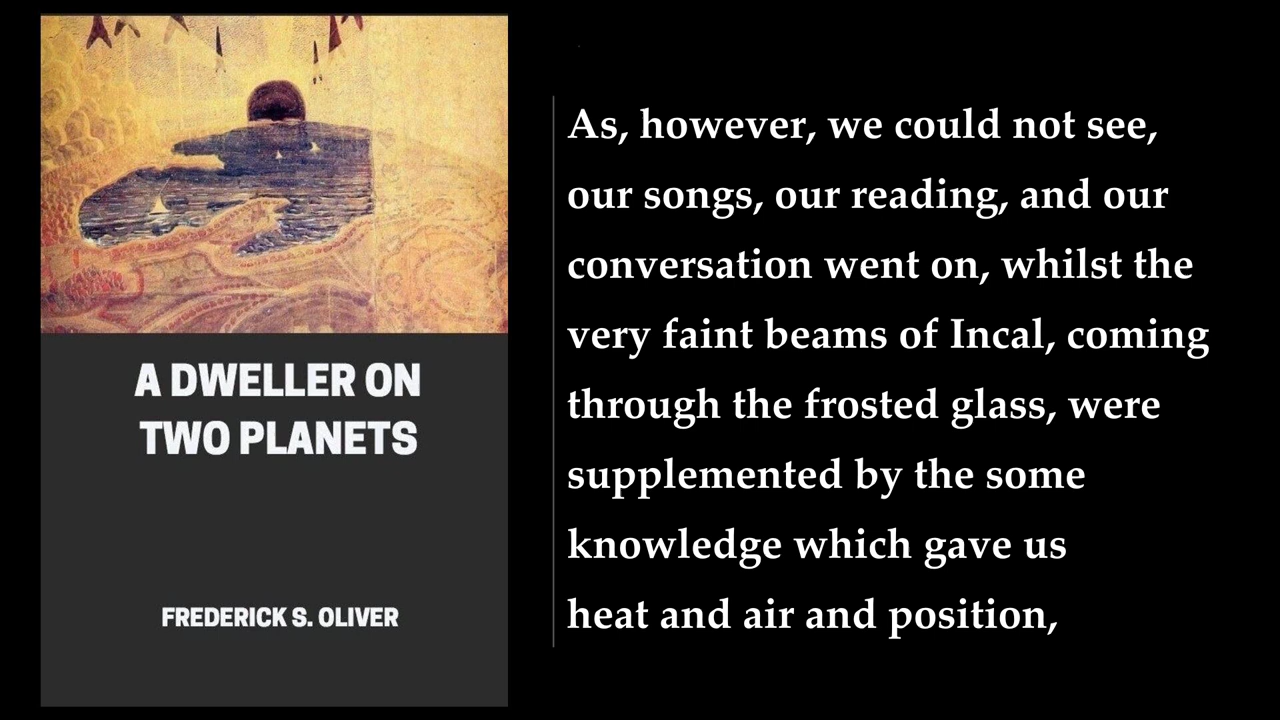 A DWELLER ON
TWO PLANETS
FREDERICK S. OLIVER
As, however, we could not see,
our songs, our reading, and our
conversation went on, whilst the
very faint beams of Incal, coming
through the frosted glass, were
supplemented by the some
knowledge which gave us
heat and air and position,